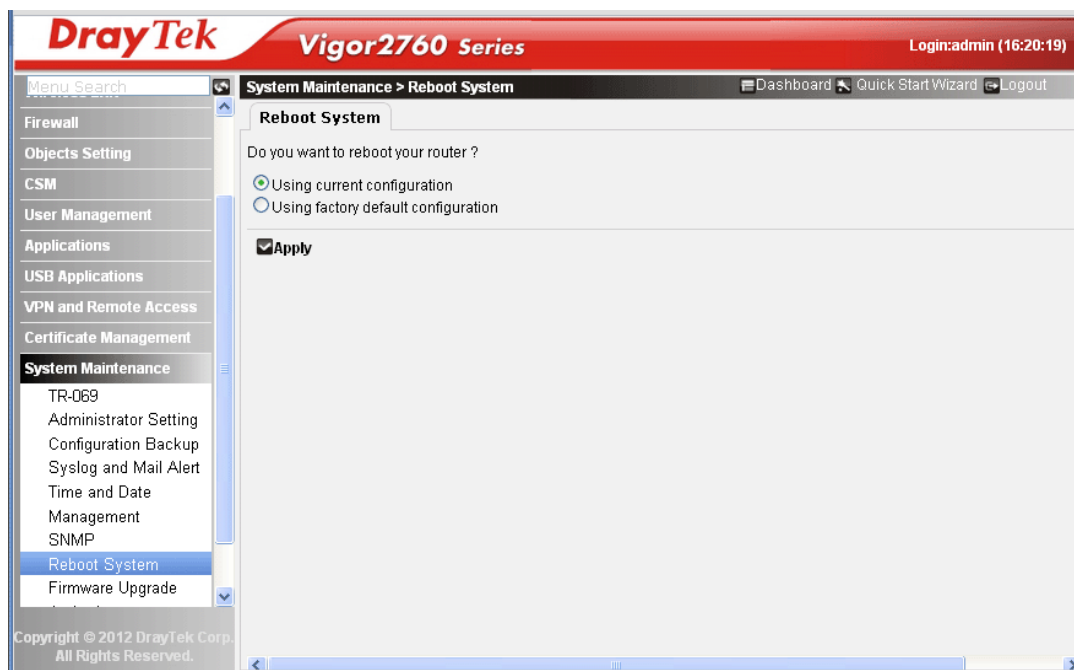 DrayTek
Vigor2760 Series
Login:admin (16:20:19)
Menu Search
System Maintenance > Reboot System
Dashboard
Quick Start Wizard
Logout
Firewall
Objects Setting
CSM
User Management
Applications
USB Applications
VPN and Remote Access
Certificate Management
System Maintenance
TR-069
Administrator Setting
Configuration Backup
Syslog and Mail Alert
Time and Date
Management
SNMP
Reboot System
Firmware Upgrade
Copyright © 2012 DrayTek Corp.
All Rights Reserved.
Reboot System
Do you want to reboot your router ?
Using current configuration
Using factory default configuration
Apply